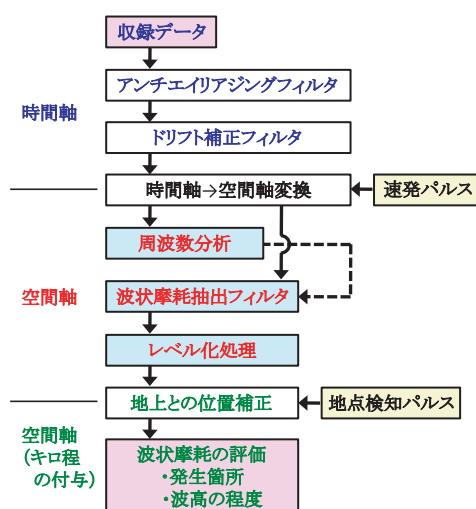 収録データ
アンチエイリアジングフィルタ
時間軸
ドリフト補正フィルタ
時間軸→空間軸変換
速発パルス
周波数分析
空間軸
波状摩耗抽出フィルタ
レベル化処理
地上との位置補正
地点検知パルス
空間軸
(キロ程
の付与)
波状摩耗の評価
・発生箇所
・波高の程度